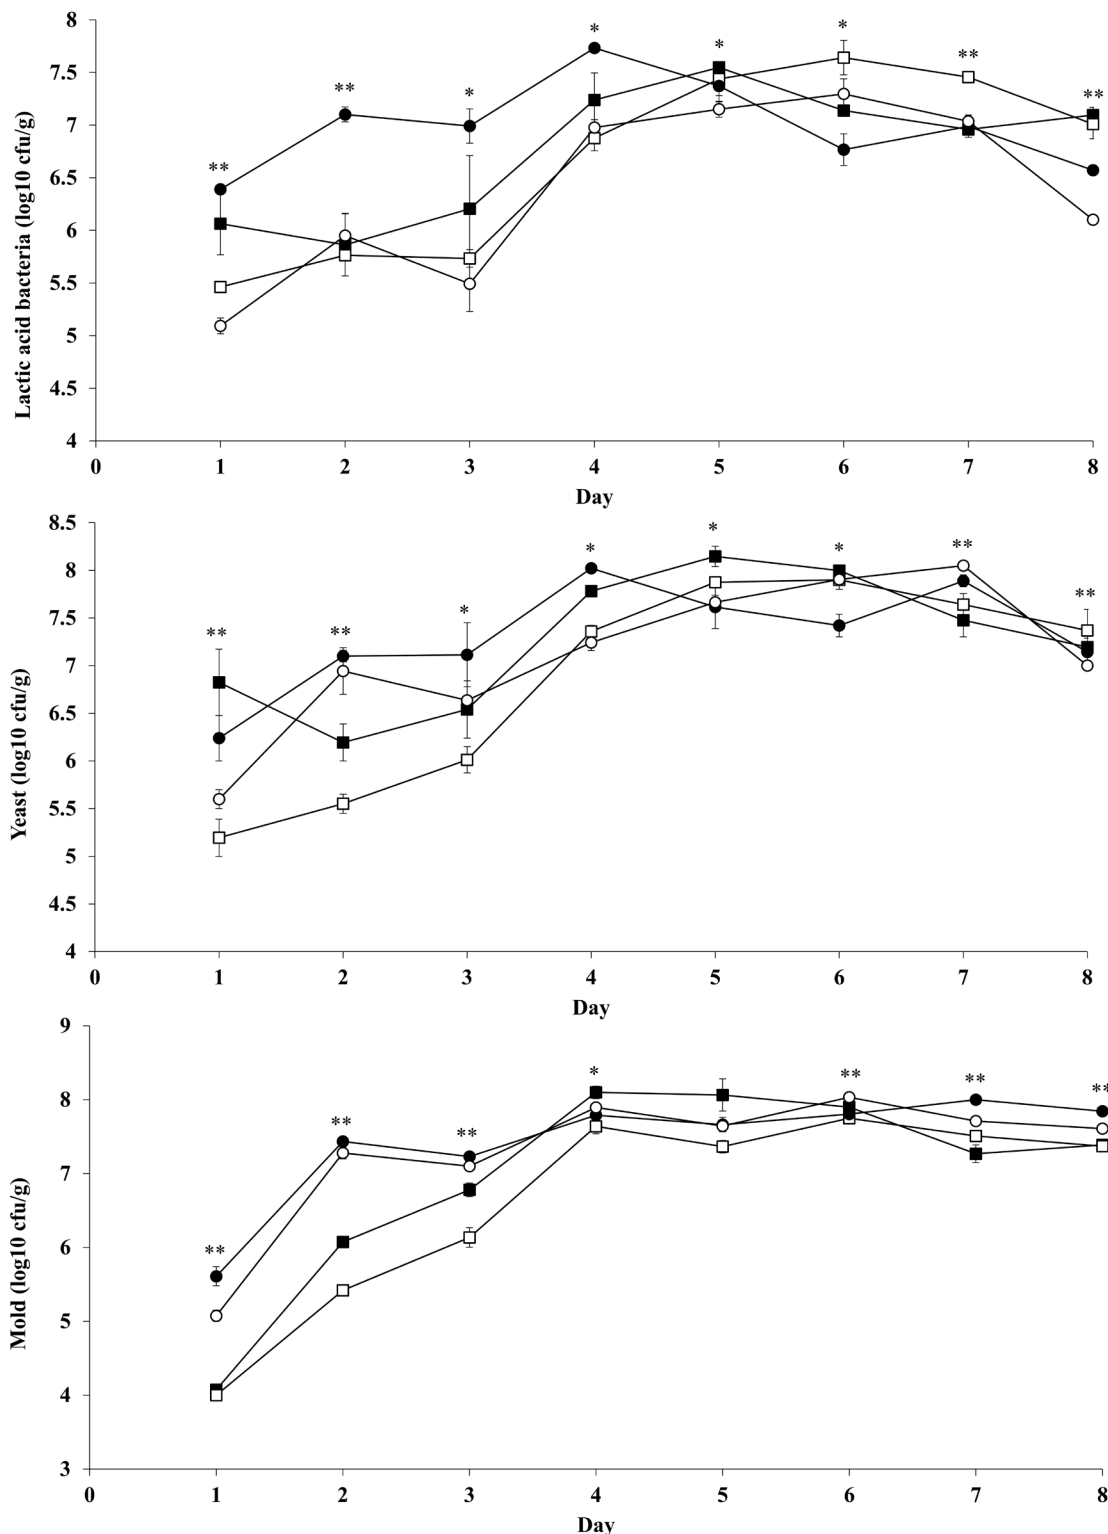 8
7.5
7
6.5
6
5.5
5
4.5
4
Lactic acid bacteria (log10 cfu/g)
** ** * * * * ** **
0 1 2 3 4 5 6 7 8
Day
8.5
8
7.5
7
6.5
6
5.5
5
4.5
4
Yeast (log10 cfu/g)
** ** * * * * ** **
0 1 2 3 4 5 6 7 8
Day
9
8
7
6
5
4
3
Mold (log10 cfu/g)
** ** ** * ** ** **
0 1 2 3 4 5 6 7 8
Day